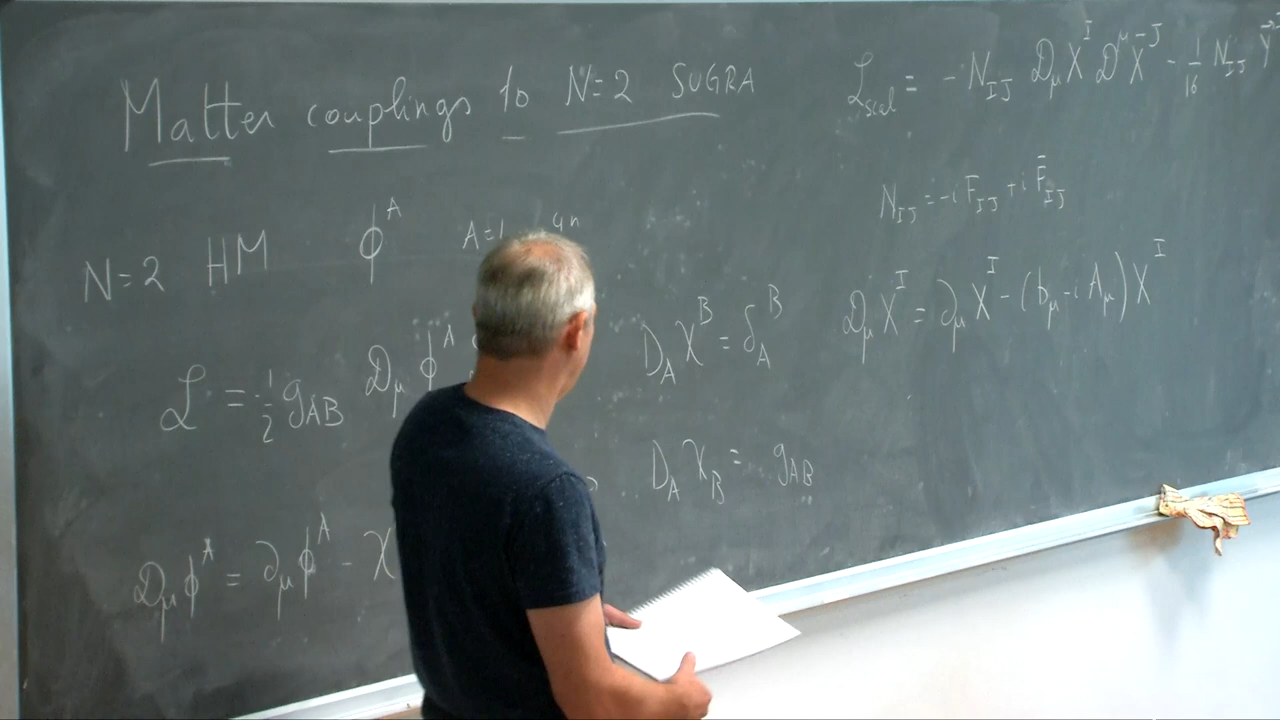 Matter couplings to N=2 SUGRA
N=2 HM ϕ^A A=1 4n
ℒ = ½ g_AB 𝒟_μ ϕ^A
𝒟_μ ϕ^A = ∂_μ ϕ^A - χ
D_A χ^B = δ_A^B
D_A χ_B = g_AB
ℒ_scal = - N_IJ 𝒟_μ X^I 𝒟^μ X̄^J - 1/16 N_IJ Y⃗
N_IJ = -i F_IJ + i F̄_IJ
𝒟_μ X^I = ∂_μ X^I - (b_μ - i A_μ) X^I